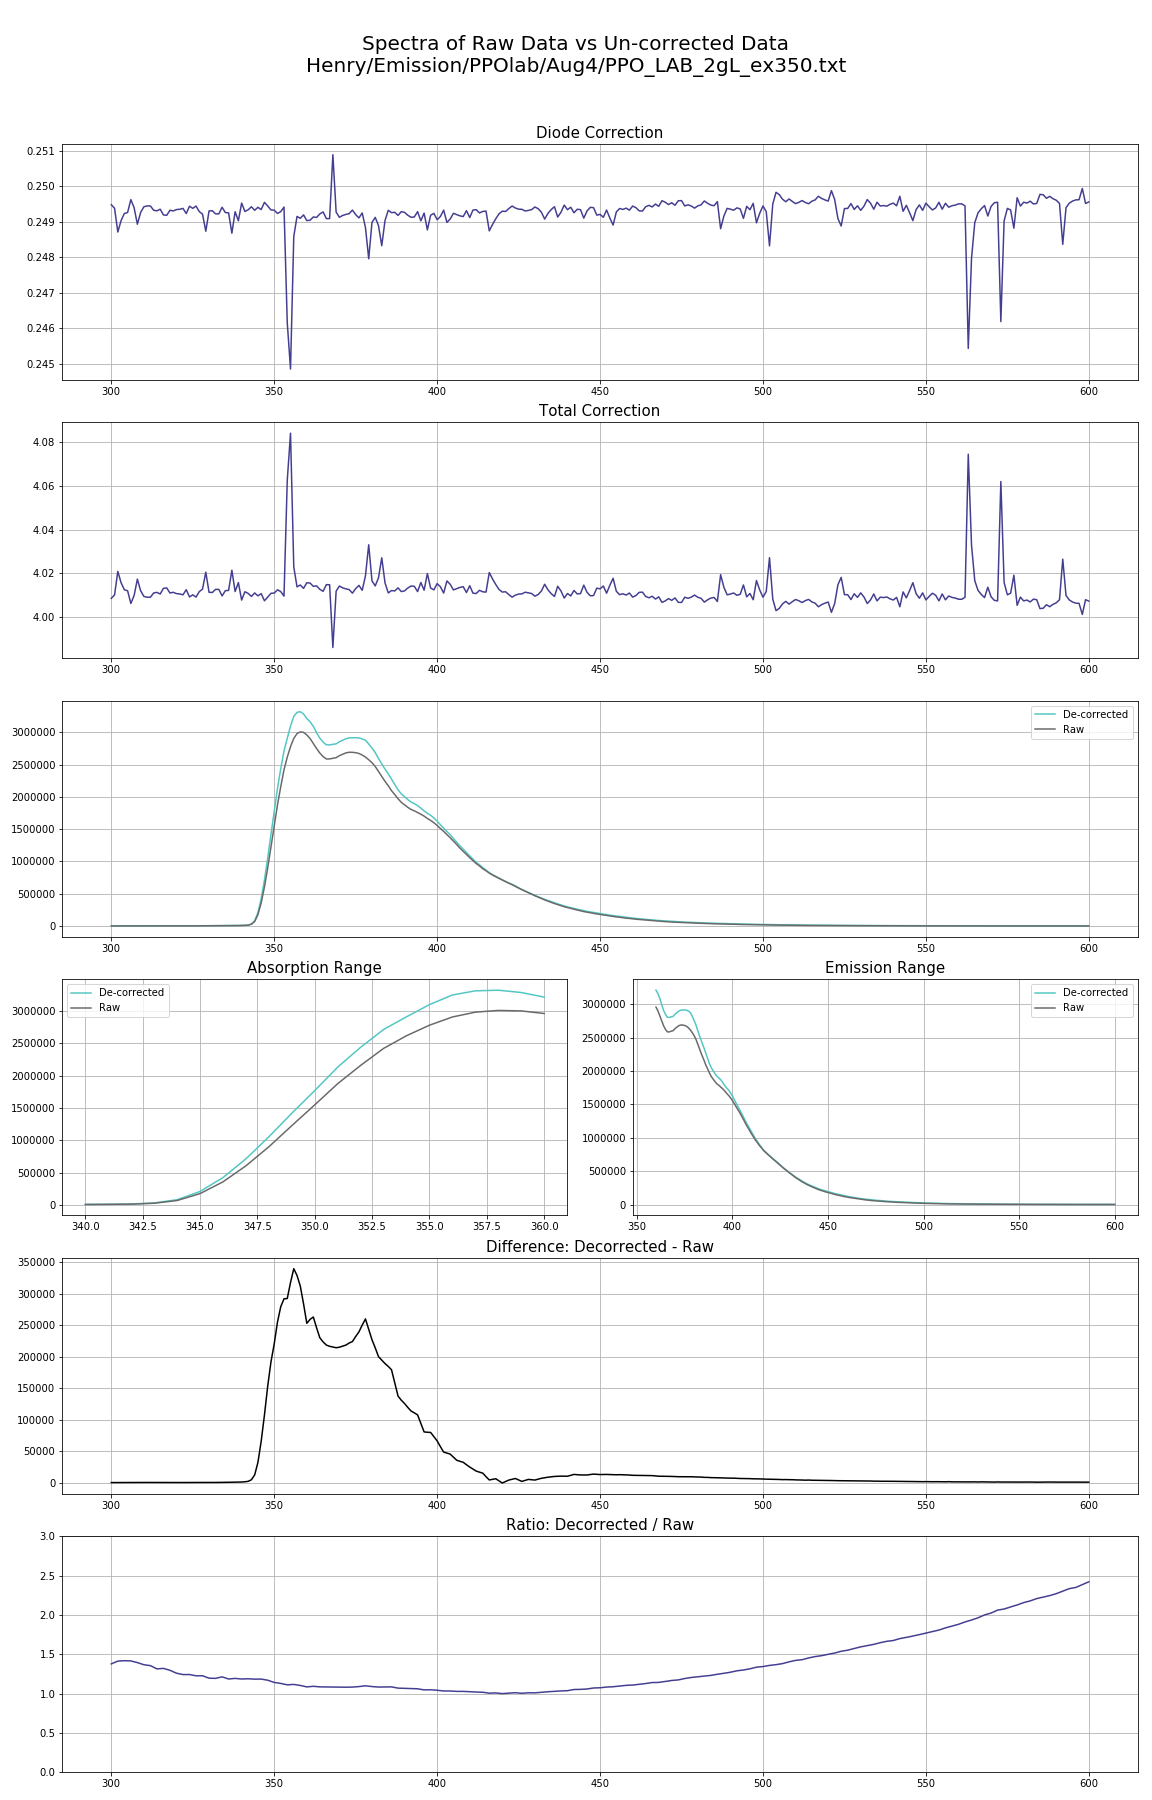 Spectra of Raw Data vs Un-corrected Data
Henry/Emission/PPOlab/Aug4/PPO_LAB_2gL_ex350.txt
Diode Correction
0.251
0.250
0.249
0.248
0.247
0.246
0.245
300 350 400 450 500 550 600
Total Correction
4.08
4.06
4.04
4.02
4.00
300 350 400 450 500 550 600
De-corrected
Raw
3000000
2500000
2000000
1500000
1000000
500000
0
300 350 400 450 500 550 600
Absorption Range
De-corrected
Raw
3000000
2500000
2000000
1500000
1000000
500000
0
340.0 342.5 345.0 347.5 350.0 352.5 355.0 357.5 360.0
Emission Range
De-corrected
Raw
3000000
2500000
2000000
1500000
1000000
500000
0
350 400 450 500 550 600
Difference: Decorrected - Raw
350000
300000
250000
200000
150000
100000
50000
0
300 350 400 450 500 550 600
Ratio: Decorrected / Raw
3.0
2.5
2.0
1.5
1.0
0.5
0.0
300 350 400 450 500 550 600